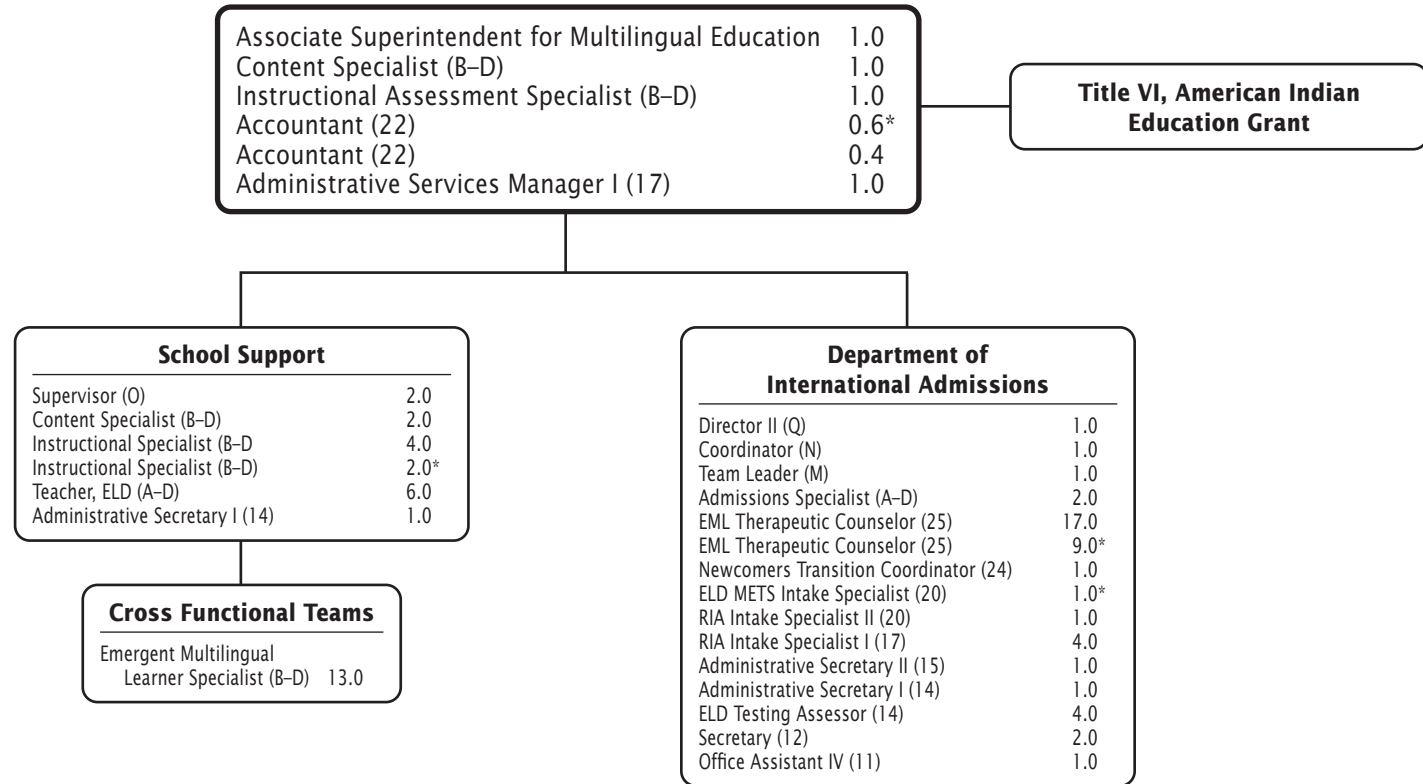 Associate Superintendent for Multilingual Education 1.0
Content Specialist (B–D) 1.0
Instructional Assessment Specialist (B–D) 1.0
Accountant (22) 0.6*
Accountant (22) 0.4
Administrative Services Manager I (17) 1.0
Title VI, American Indian
Education Grant
School Support
Supervisor (O) 2.0
Content Specialist (B–D) 2.0
Instructional Specialist (B–D 4.0
Instructional Specialist (B–D) 2.0*
Teacher, ELD (A–D) 6.0
Administrative Secretary I (14) 1.0
Cross Functional Teams
Emergent Multilingual
Learner Specialist (B–D) 13.0
Department of
International Admissions
Director II (Q) 1.0
Coordinator (N) 1.0
Team Leader (M) 1.0
Admissions Specialist (A–D) 2.0
EML Therapeutic Counselor (25) 17.0
EML Therapeutic Counselor (25) 9.0*
Newcomers Transition Coordinator (24) 1.0
ELD METS Intake Specialist (20) 1.0*
RIA Intake Specialist II (20) 1.0
RIA Intake Specialist I (17) 4.0
Administrative Secretary II (15) 1.0
Administrative Secretary I (14) 1.0
ELD Testing Assessor (14) 4.0
Secretary (12) 2.0
Office Assistant IV (11) 1.0